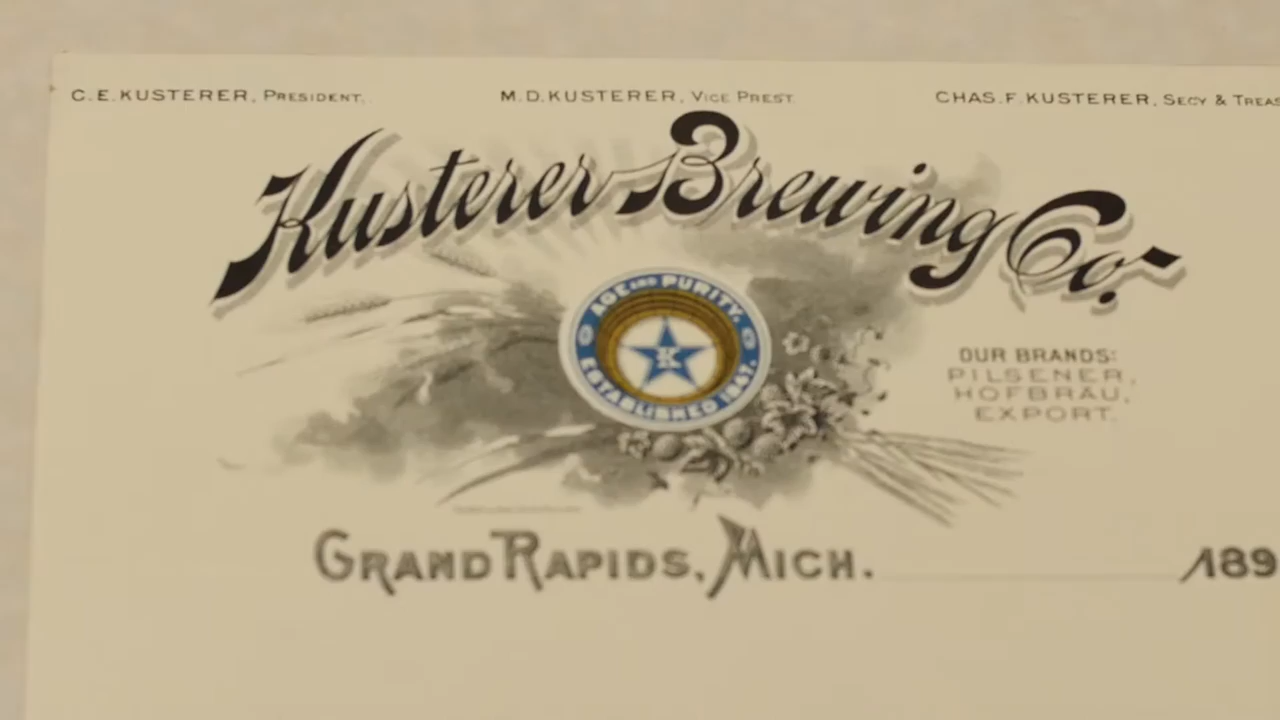 C.E. KUSTERER, PRESIDENT.
M.D. KUSTERER, VICE PREST.
CHAS. F. KUSTERER, SECY & TREAS
Kusterer Brewing Co.
AGE AND PURITY.
K
ESTABLISHED 1847.
OUR BRANDS:
PILSENER,
HOFBRÄU,
EXPORT.
GRAND RAPIDS, MICH.
189